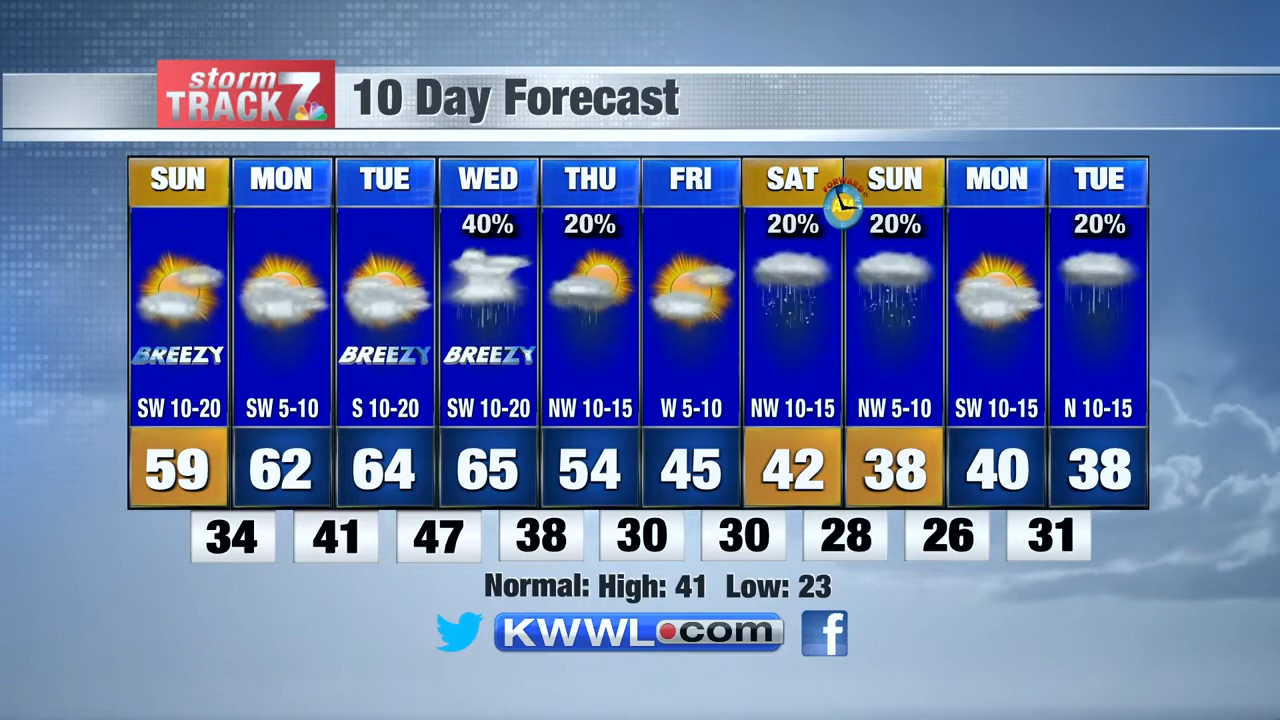 storm
TRACK 7
10 Day Forecast
SUN MON TUE WED THU FRI SAT SUN MON TUE
FORWARD
40% 20% 20% 20% 20%
BREEZY BREEZY BREEZY
SW 10-20 SW 5-10 S 10-20 SW 10-20 NW 10-15 W 5-10 NW 10-15 NW 5-10 SW 10-15 N 10-15
59 62 64 65 54 45 42 38 40 38
34 41 47 38 30 30 28 26 31
Normal: High: 41 Low: 23
KWWL.com
f